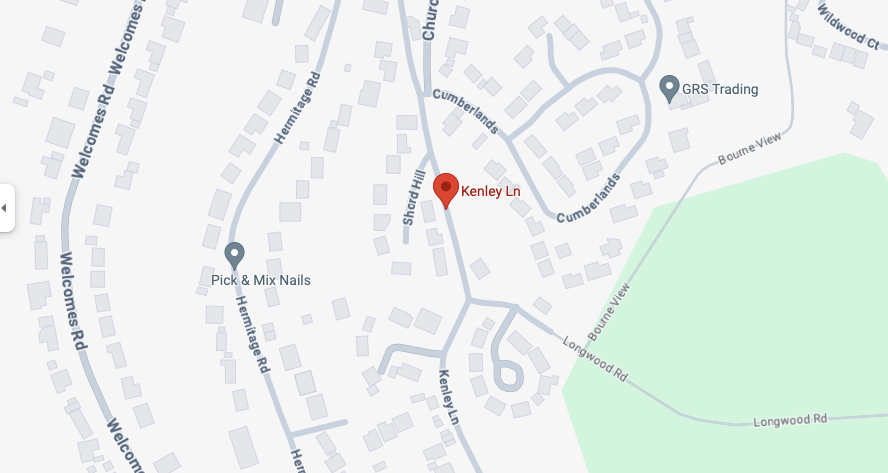 Welcomes Rd
Welcomes
Hermitage Rd
Church
Cumberlands
GRS Trading
Wildwood Ct
Bourne View
Kenley Ln
Shord Hill
Cumberlands
Welcomes Rd
Pick & Mix Nails
Hermitage Rd
Bourne View
Longwood Rd
Kenley Ln
Longwood Rd